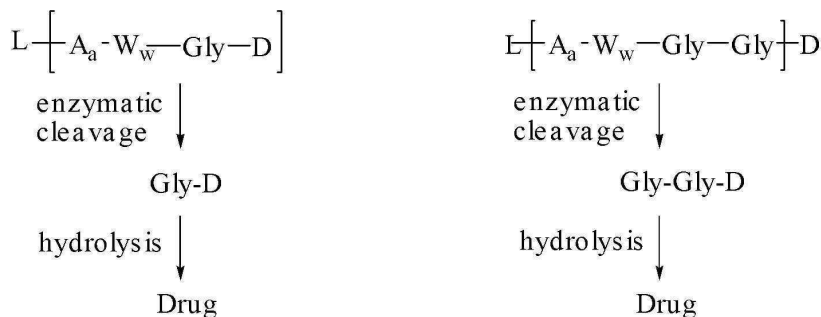 L [ Aa - Ww — Gly — D ]
enzymatic
cleavage
Gly-D
hydrolysis
Drug
L [ Aa - Ww — Gly — Gly ] D
enzymatic
cleavage
Gly-Gly-D
hydrolysis
Drug